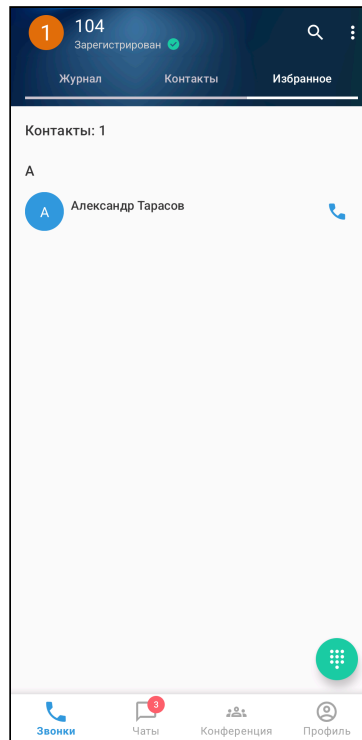 1
104
Зарегистрирован
Журнал Контакты Избранное
Контакты: 1
А
А
Александр Тарасов
3
Звонки Чаты Конференция Профиль